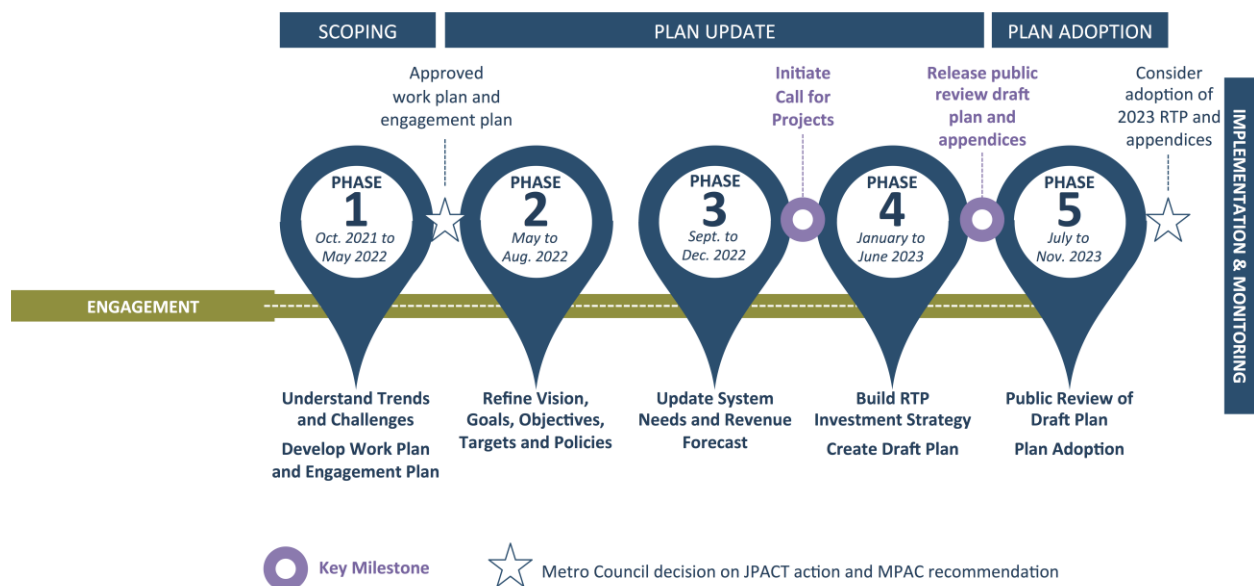 SCOPING
PLAN UPDATE
PLAN ADOPTION
Approved
work plan and
engagement plan
Initiate
Call for
Projects
Release public
review draft
plan and
appendices
Consider
adoption of
2023 RTP and
appendices
PHASE
1
Oct. 2021 to
May 2022
PHASE
2
May to
Aug. 2022
PHASE
3
Sept. to
Dec. 2022
PHASE
4
January to
June 2023
PHASE
5
July to
Nov. 2023
IMPLEMENTATION & MONITORING
ENGAGEMENT
Understand Trends
and Challenges
Develop Work Plan
and Engagement Plan
Refine Vision,
Goals, Objectives,
Targets and Policies
Update System
Needs and Revenue
Forecast
Build RTP
Investment Strategy
Create Draft Plan
Public Review of
Draft Plan
Plan Adoption
Key Milestone
Metro Council decision on JPACT action and MPAC recommendation